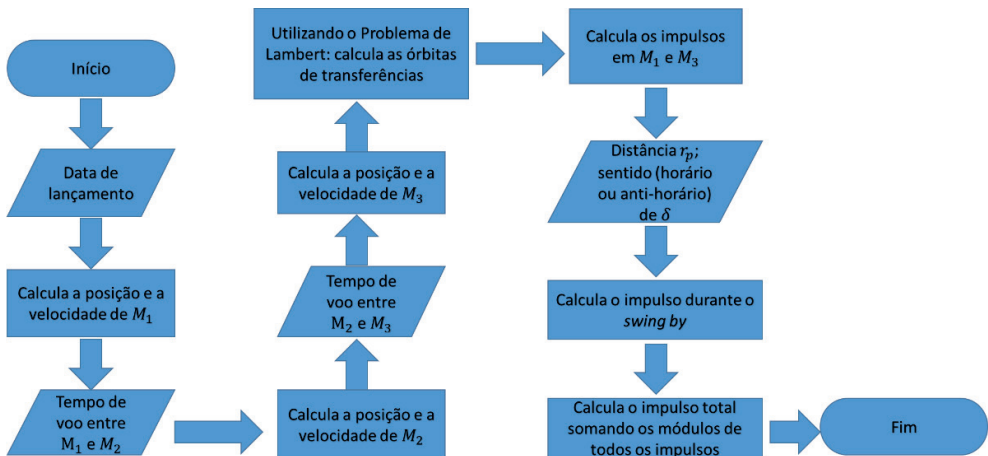 Início
Data de
lançamento
Calcula a posição e a
velocidade de M₁
Tempo de
voo entre
M₁ e M₂
Calcula a posição e a
velocidade de M₂
Tempo de
voo entre
M₂ e M₃
Calcula a posição e a
velocidade de M₃
Utilizando o Problema de
Lambert: calcula as órbitas
de transferências
Calcula os impulsos
em M₁ e M₃
Distância rₚ;
sentido (horário
ou anti-horário)
de δ
Calcula o impulso durante o
swing by
Calcula o impulso total
somando os módulos de
todos os impulsos
Fim